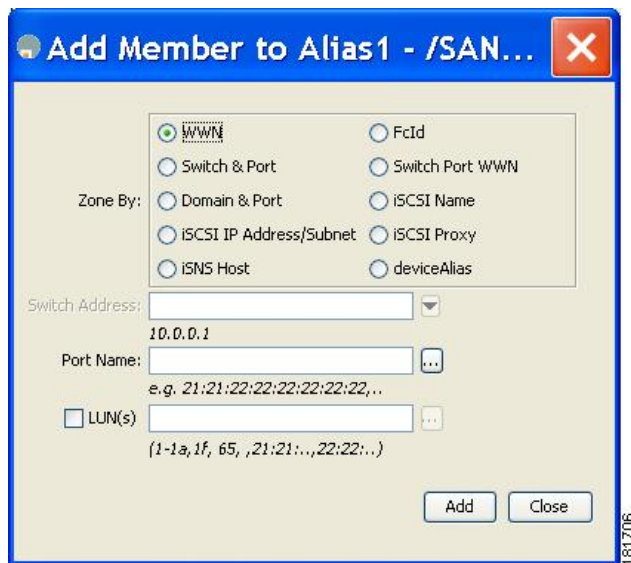 Add Member to Alias1 - /SAN...
Zone By:
WWN
FcId
Switch & Port
Switch Port WWN
Domain & Port
iSCSI Name
iSCSI IP Address/Subnet
iSCSI Proxy
iSNS Host
deviceAlias
Switch Address:
10.0.0.1
Port Name:
...
e.g. 21:21:22:22:22:22:22:22,..
LUN(s)
...
(1-1a,1f, 65, ,21:21:..,22:22:..)
Add
Close
181706